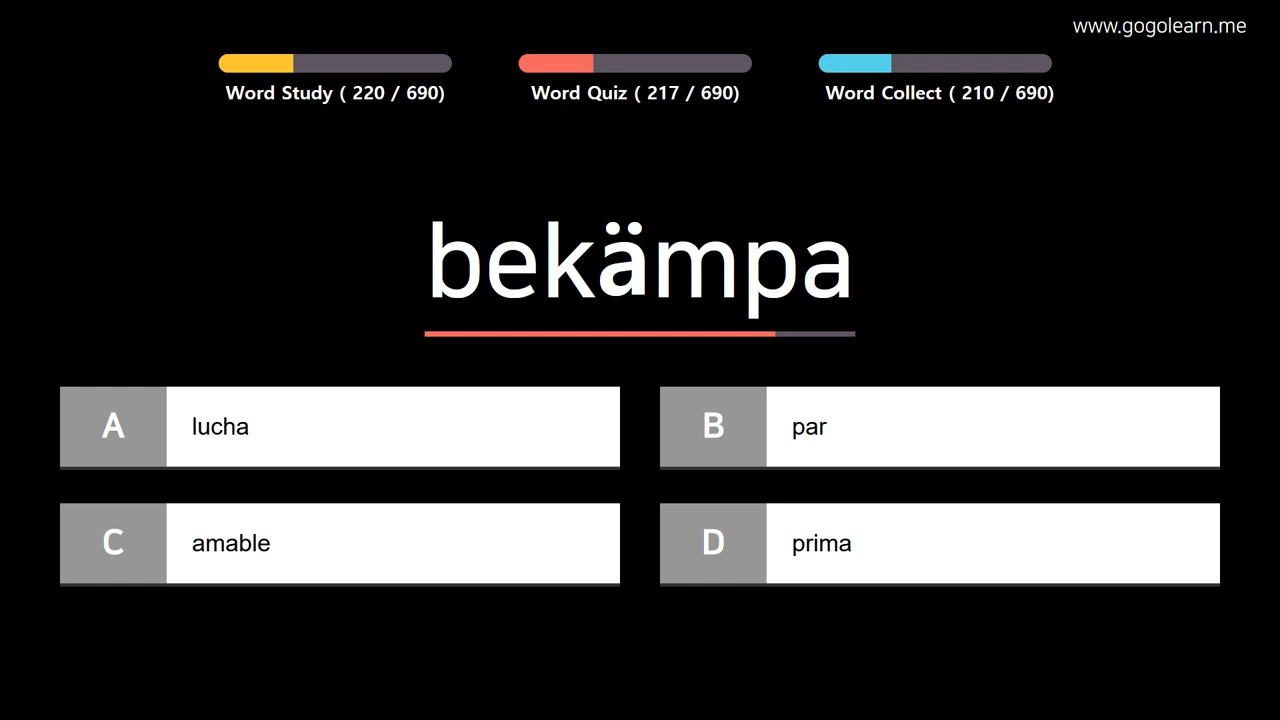 www.gogolearn.me
Word Study ( 220 / 690)
Word Quiz ( 217 / 690)
Word Collect ( 210 / 690)
bekämpa
A lucha
B par
C amable
D prima